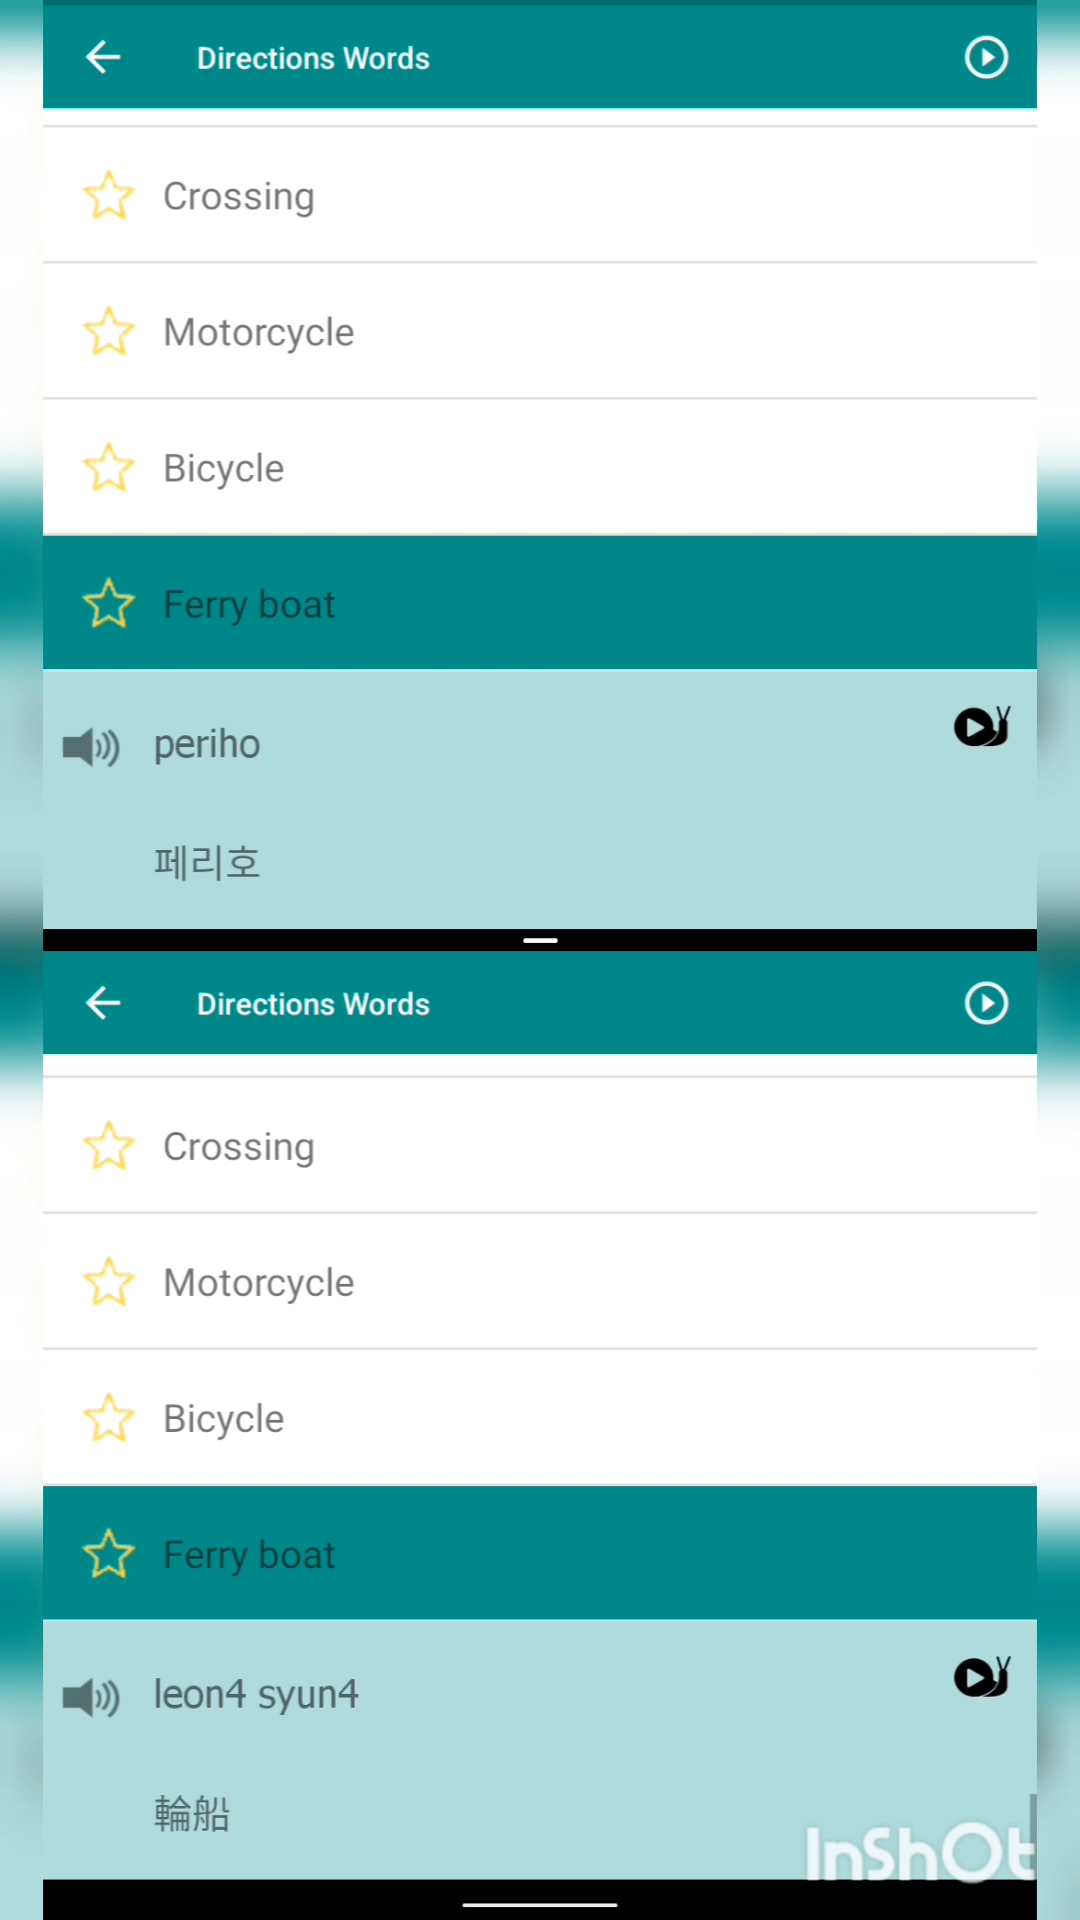 Directions Words
Crossing
Motorcycle
Bicycle
Ferry boat
periho
페리호
Directions Words
Crossing
Motorcycle
Bicycle
Ferry boat
leon4 syun4
輪船
InShOt